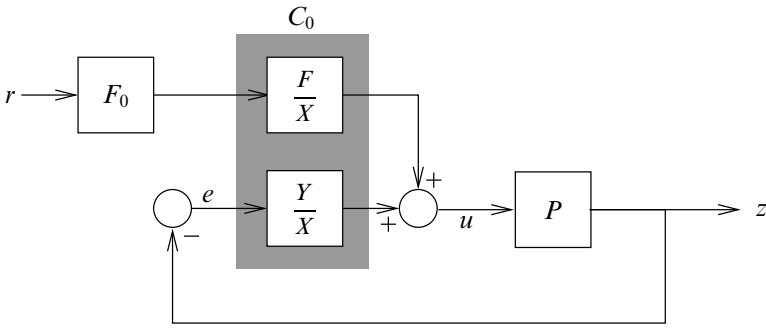 C₀
r
F₀
F
X
+
e
Y
X
+
u
P
z
−